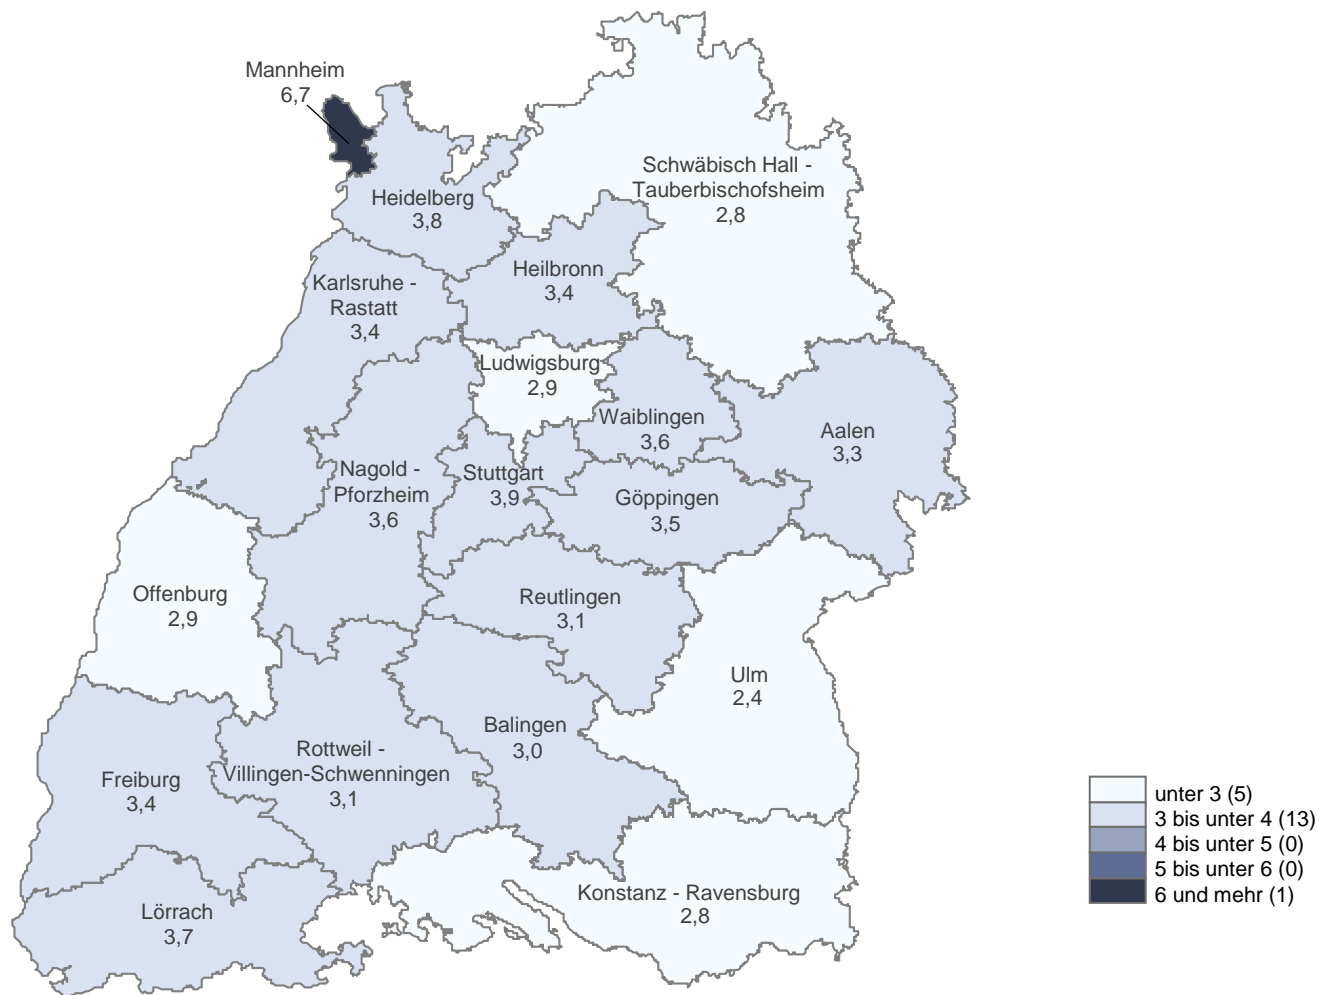 Mannheim
6,7
Schwäbisch Hall -
Tauberbischofsheim
2,8
Heidelberg
3,8
Heilbronn
3,4
Karlsruhe -
Rastatt
3,4
Ludwigsburg
2,9
Waiblingen
3,6
Aalen
3,3
Nagold -
Pforzheim
3,6
Stuttgart
3,9
Göppingen
3,5
Offenburg
2,9
Reutlingen
3,1
Ulm
2,4
Balingen
3,0
Rottweil -
Villingen-Schwenningen
3,1
Freiburg
3,4
Konstanz - Ravensburg
2,8
Lörrach
3,7
unter 3 (5)
3 bis unter 4 (13)
4 bis unter 5 (0)
5 bis unter 6 (0)
6 und mehr (1)